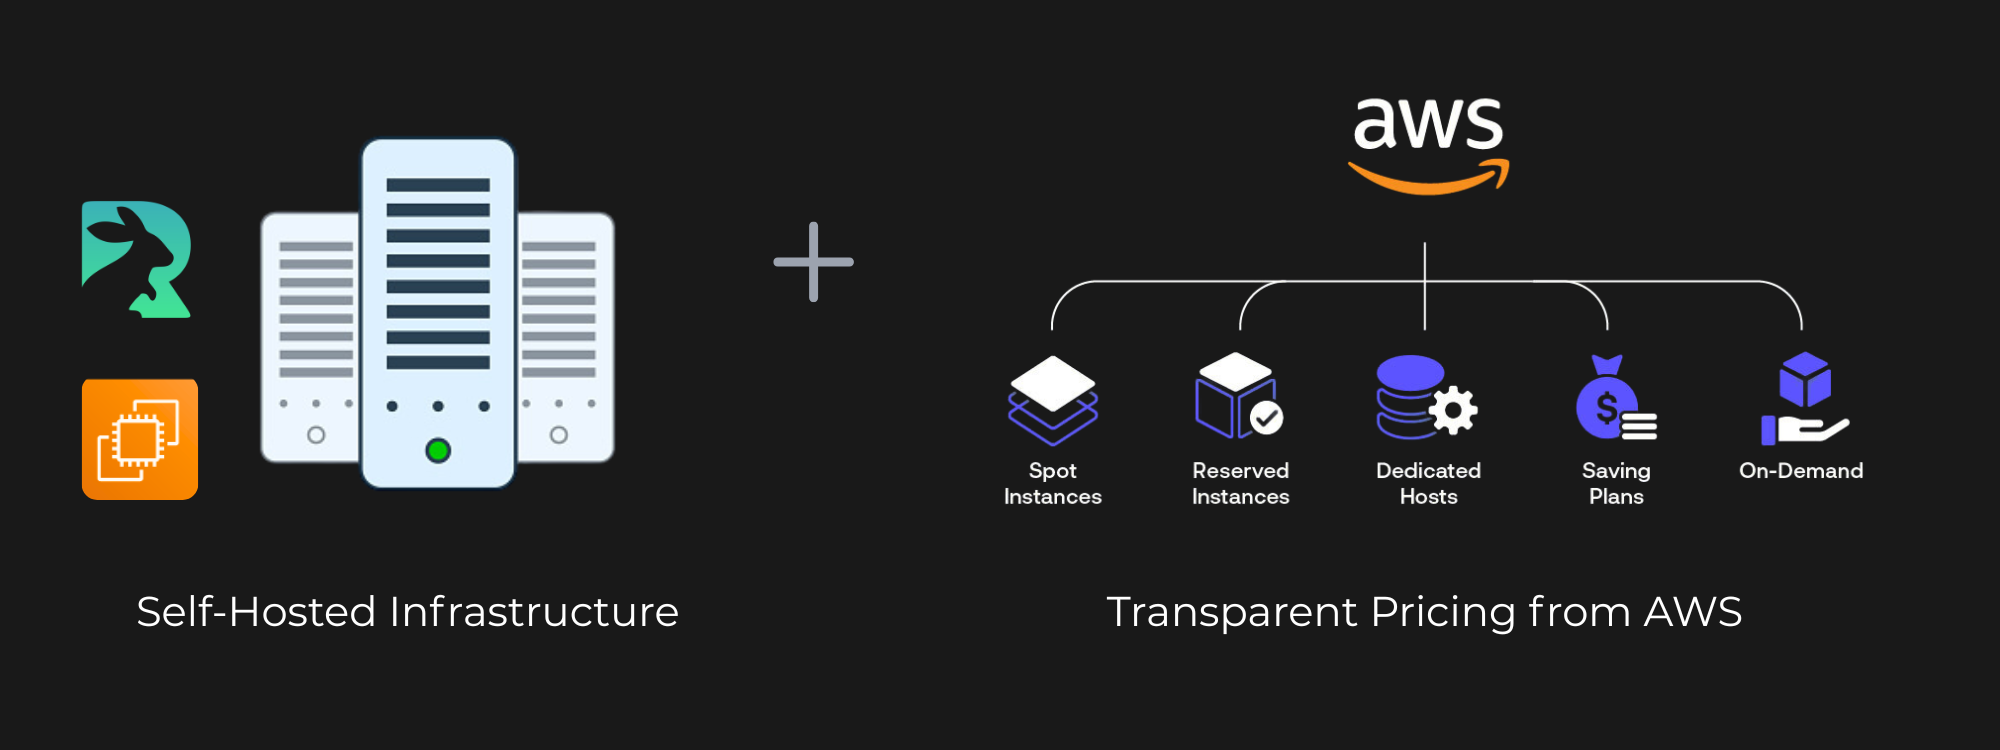 aws
Spot
Instances
Reserved
Instances
Dedicated
Hosts
$
Saving
Plans
On-Demand
Self-Hosted Infrastructure
Transparent Pricing from AWS